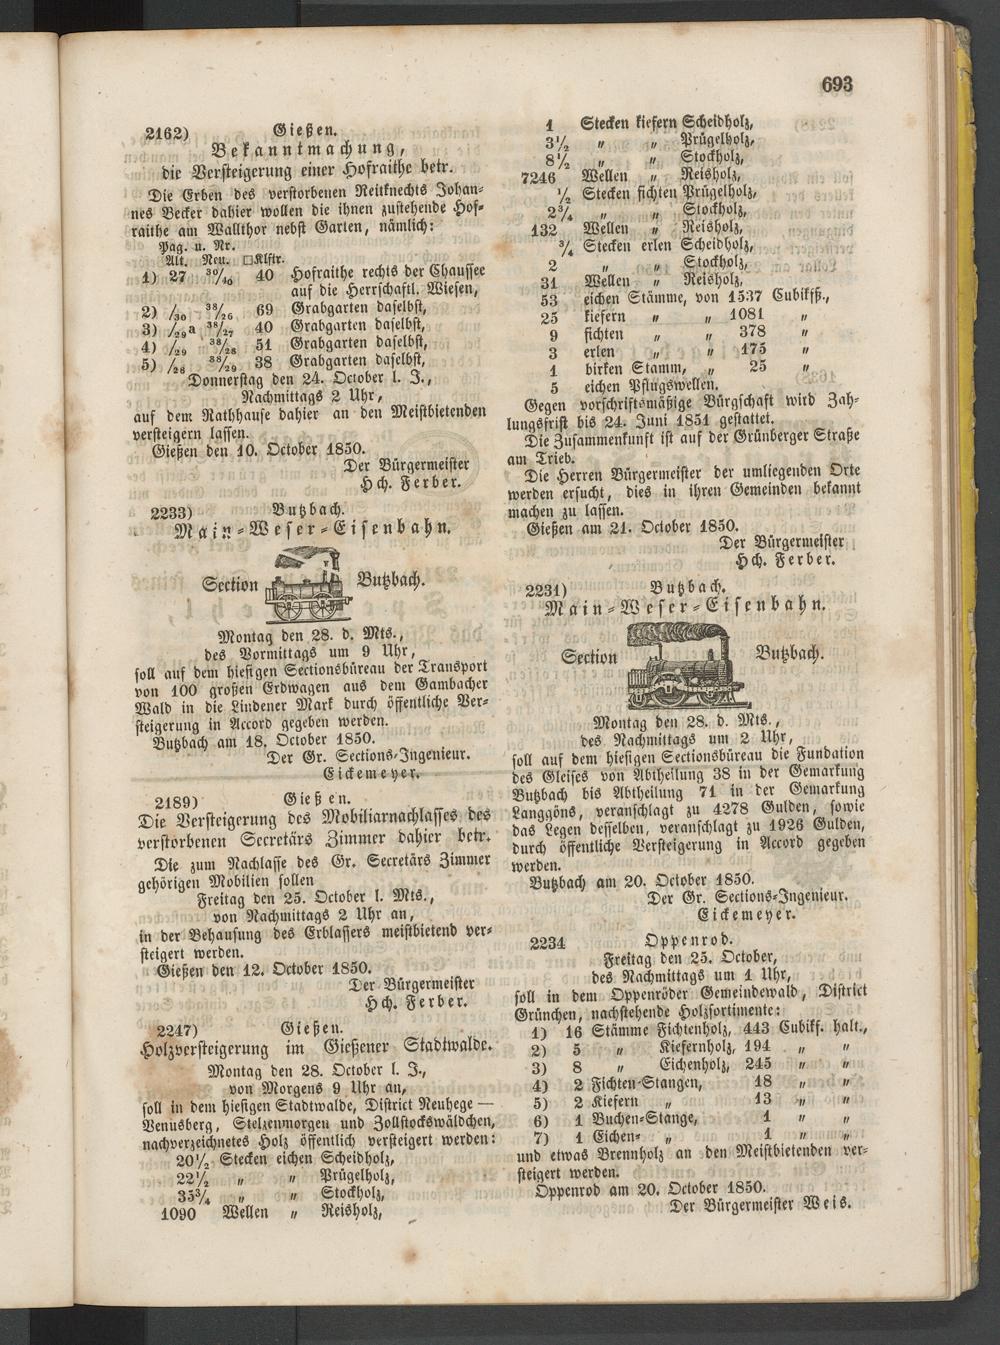 693
2162) Gießen.
Bekanntmachung,
die Versteigerung einer Hofraithe betr.
Die Erben des verstorbenen Reitknechts Johan-
nes Becker dahier wollen die ihnen zustehende Hof-
raithe am Wallthor nebst Garten, nämlich:
Pag. u. Nr.
Alt. Neu. □Klftr.
1) 27 38/40 40 Hofraithe rechts der Chaussee
auf die Herrschaftl. Wiesen,
2) /30 38/26 69 Grabgarten daselbst,
3) /29a 38/27 40 Grabgarten daselbst,
4) /29 38/28 51 Grabgarten daselbst,
5) /28 38/29 38 Grabgarten daselbst,
Donnerstag den 24. October l. J.,
Nachmittags 2 Uhr,
auf dem Rathhause dahier an den Meistbietenden
versteigern lassen.
Gießen den 10. October 1850.
Der Bürgermeister
Hch. Ferber.
2233) Butzbach.
Main-Weser-Eisenbahn.
Section Butzbach.
Montag den 28. d. Mts.,
des Vormittags um 9 Uhr,
soll auf dem hiesigen Sectionsbüreau der Transport
von 100 großen Erdwagen aus dem Gambacher
Wald in die Lindener Mark durch öffentliche Ver-
steigerung in Accord gegeben werden.
Butzbach am 18. October 1850.
Der Gr. Sections-Ingenieur.
Eickemeyer.
2189) Gießen.
Die Versteigerung des Mobiliarnachlasses des
verstorbenen Secretärs Zimmer dahier betr.
Die zum Nachlasse des Gr. Secretärs Zimmer
gehörigen Mobilien sollen
Freitag den 25. October l. Mts.,
von Nachmittags 2 Uhr an,
in der Behausung des Erblassers meistbietend ver-
steigert werden.
Gießen den 12. October 1850.
Der Bürgermeister
Hch. Ferber.
2247) Gießen.
Holzversteigerung im Gießener Stadtwalde.
Montag den 28. October l. J.,
von Morgens 9 Uhr an,
soll in dem hiesigen Stadtwalde, District Neuhege —
Venusberg, Stelzenmorgen und Zollstockswäldchen,
nachverzeichnetes Holz öffentlich versteigert werden:
20½ Stecken eichen Scheidholz,
22½ „ „ Prügelholz,
35¾ „ „ Stockholz,
1090 Wellen „ Reisholz,
1 Stecken kiefern Scheidholz,
3½ „ „ Prügelholz,
8½ „ „ Stockholz,
7246 Wellen „ Reisholz,
½ Stecken fichten Prügelholz,
2¾ „ „ Stockholz,
132 Wellen „ Reisholz,
¾ Stecken erlen Scheidholz,
2 „ „ Stockholz,
31 Wellen „ Reisholz,
53 eichen Stämme, von 1537 Cubikfß.,
25 kiefern „ „ 1081 „
9 fichten „ „ 378 „
3 erlen „ „ 175 „
1 birken Stamm, „ 25 „
5 eichen Pflugswellen.
Gegen vorschriftsmäßige Bürgschaft wird Zah-
lungsfrist bis 24. Juni 1851 gestattet.
Die Zusammenkunft ist auf der Grünberger Straße
am Trieb.
Die Herren Bürgermeister der umliegenden Orte
werden ersucht, dies in ihren Gemeinden bekannt
machen zu lassen.
Gießen am 21. October 1850.
Der Bürgermeister
Hch. Ferber.
2231) Butzbach.
Main-Weser-Eisenbahn.
Section Butzbach.
Montag den 28. d. Mts.,
des Nachmittags um 2 Uhr,
soll auf dem hiesigen Sectionsbüreau die Fundation
des Gleises von Abtheilung 38 in der Gemarkung
Butzbach bis Abtheilung 71 in der Gemarkung
Langgöns, veranschlagt zu 4278 Gulden, sowie
das Legen desselben, veranschlagt zu 1926 Gulden,
durch öffentliche Versteigerung in Accord gegeben
werden.
Butzbach am 20. October 1850.
Der Gr. Sections-Ingenieur.
Eickemeyer.
2234 Oppenrod.
Freitag den 25. October,
des Nachmittags um 1 Uhr,
soll in dem Oppenröder Gemeindewald, District
Grünchen, nachstehende Holzsortimente:
1) 16 Stämme Fichtenholz, 443 Cubikf. halt.,
2) 5 „ Kiefernholz, 194 „ „
3) 8 „ Eichenholz, 245 „ „
4) 2 Fichten-Stangen, 18 „ „
5) 2 Kiefern „ 13 „ „
6) 1 Buchen-Stange, 1 „ „
7) 1 Eichen- „ 1 „ „
und etwas Brennholz an den Meistbietenden ver-
steigert werden.
Oppenrod am 20. October 1850.
Der Bürgermeister Weis.